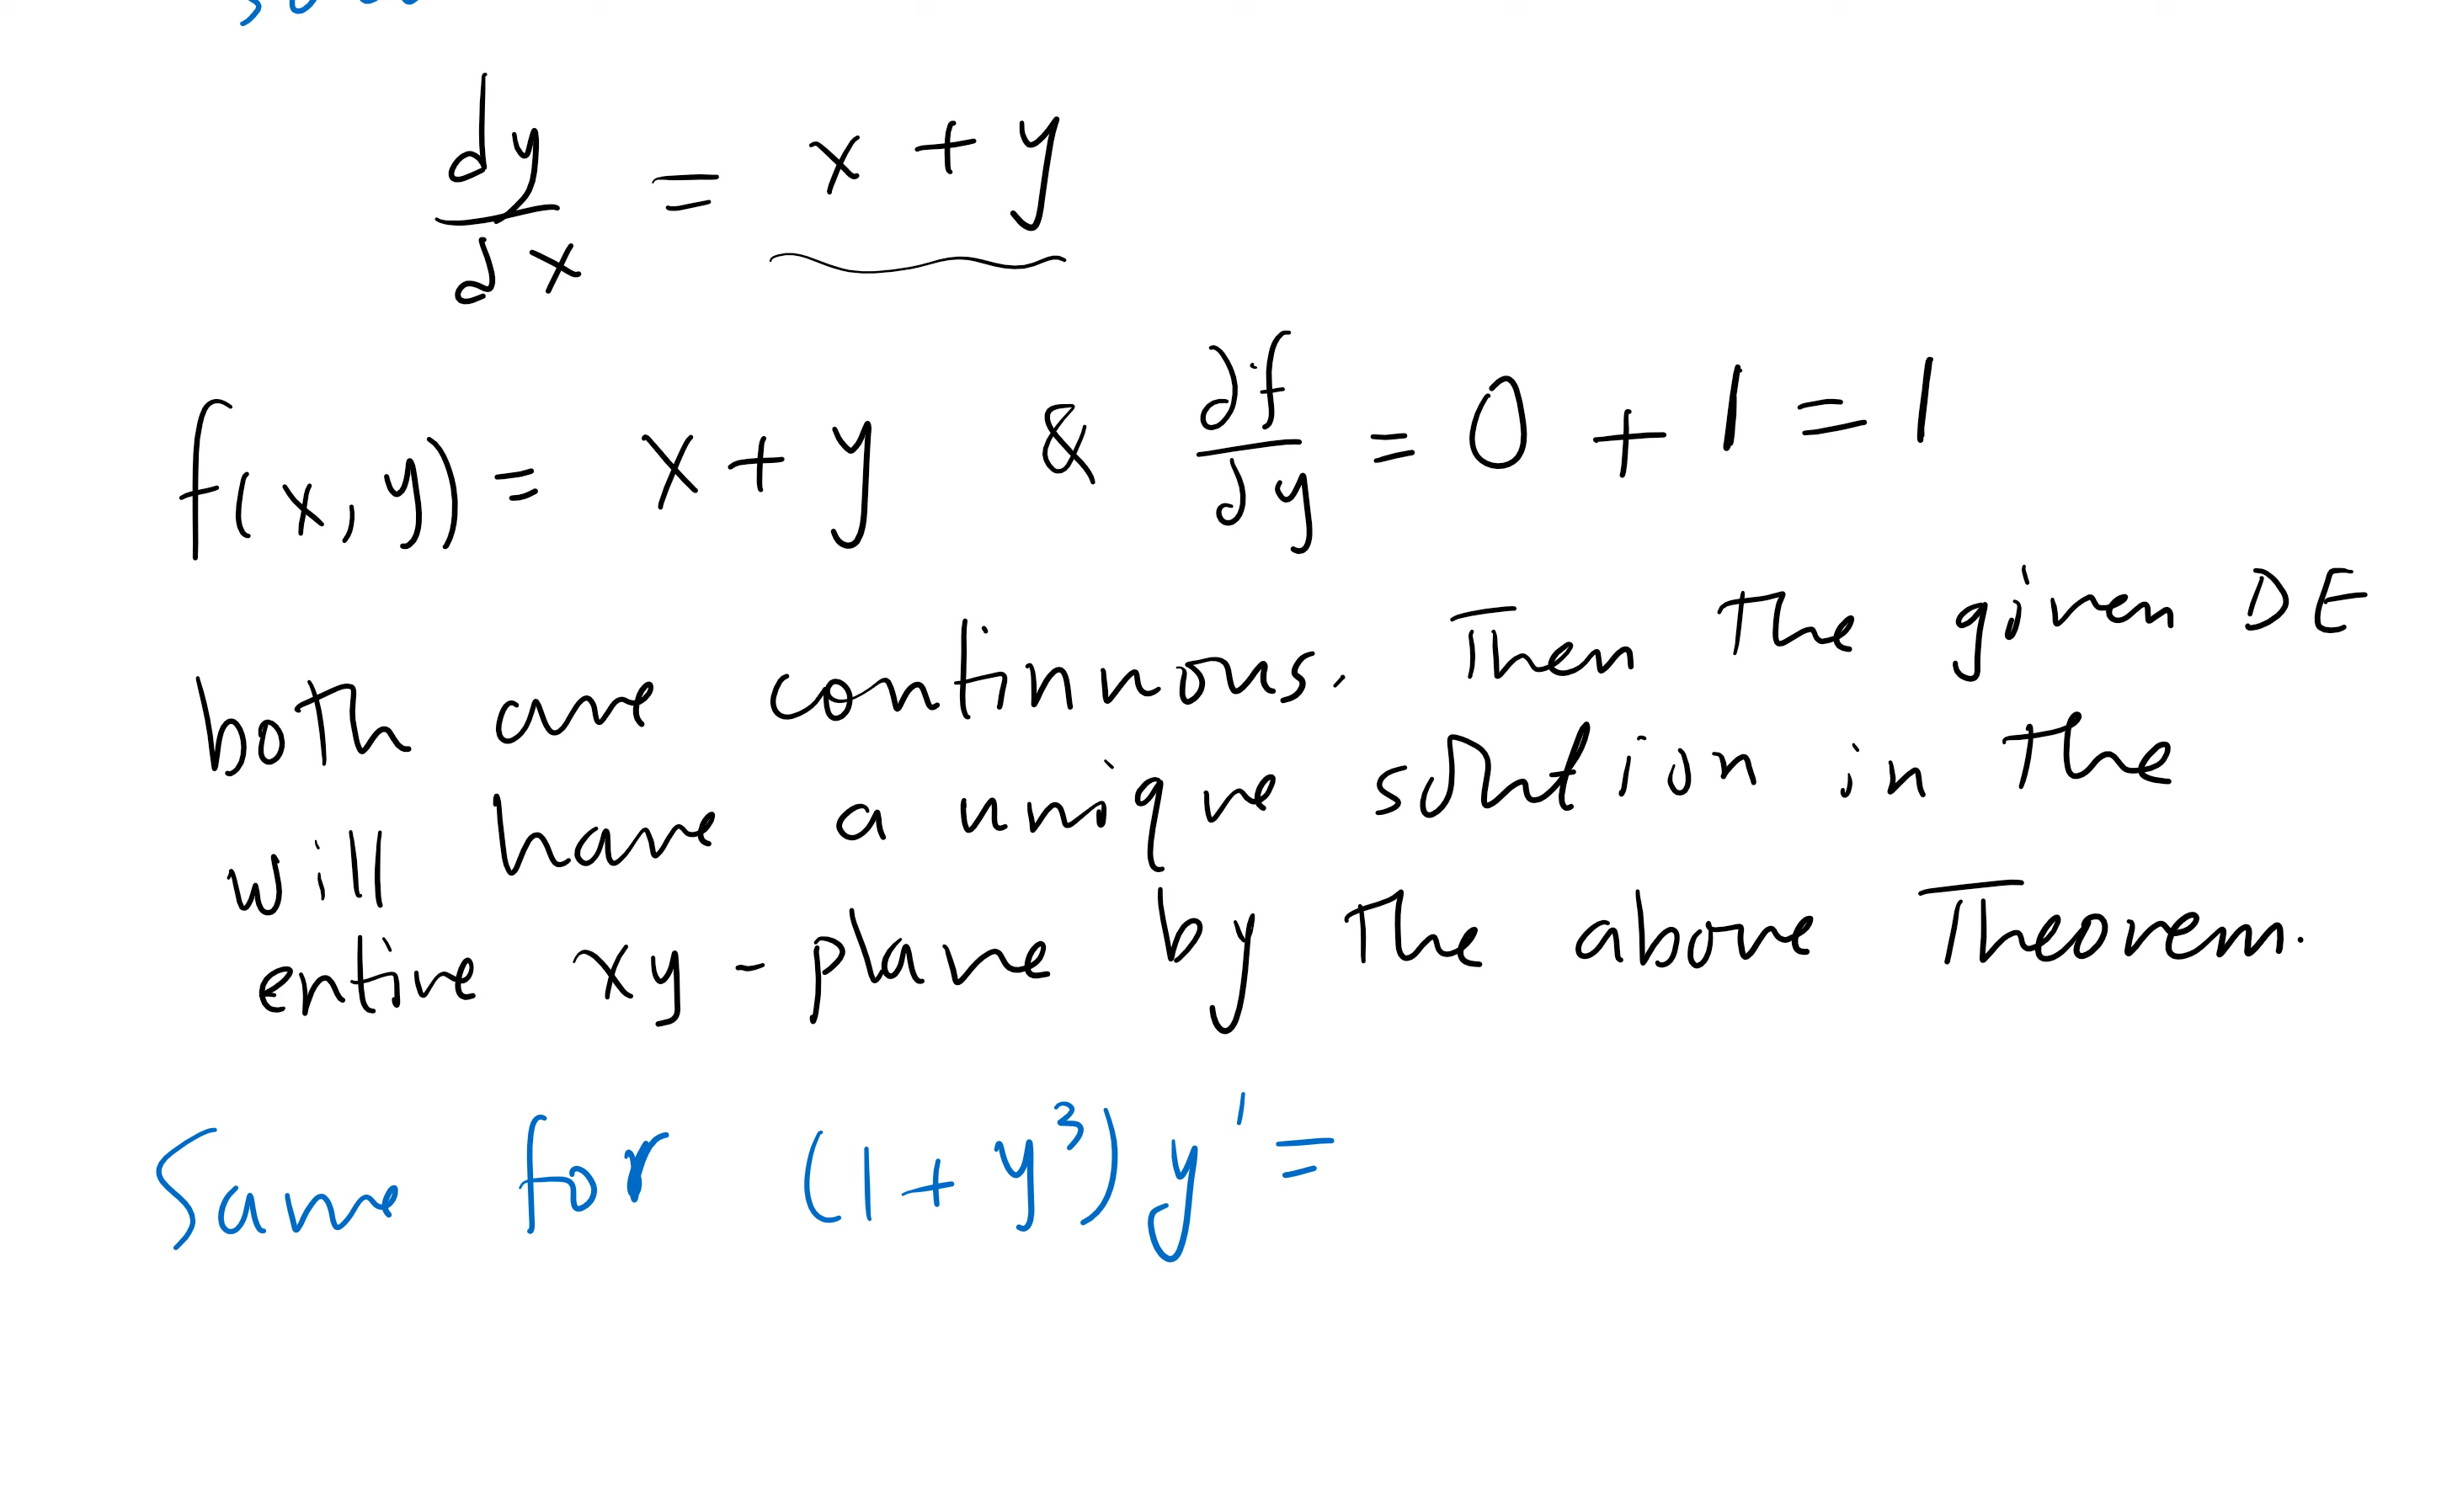 dy/dx = x + y
f(x, y) = x + y & ∂f/∂y = 0 + 1 = 1
both are continuous. Then the given DE
will have a unique solution in the
entire xy-plane by the above Theorem.
Same for (1 + y³) y' =